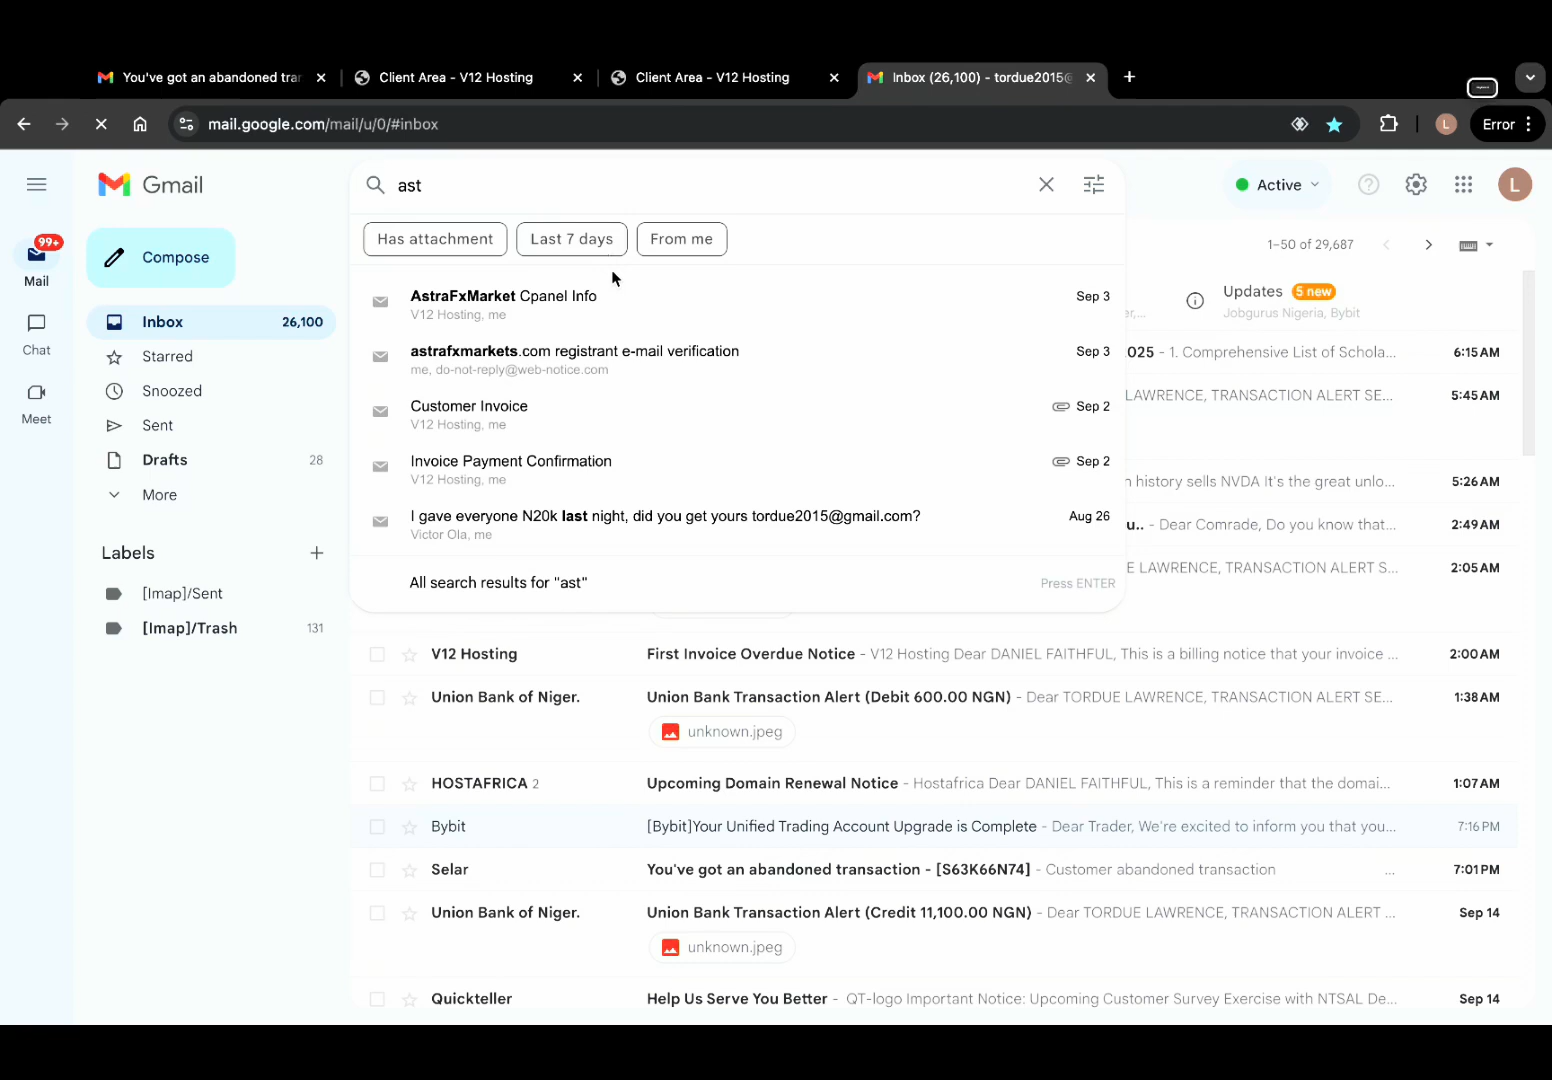 You've got an abandoned tran
Client Area - V12 Hosting
Client Area - V12 Hosting
Inbox (26,100) - tordue2015@
mail.google.com/mail/u/0/#inbox
L
Error
Gmail
ast
Active
L
Has attachment
Last 7 days
From me
1–50 of 29,687
99+
Mail
Chat
Meet
Compose
Inbox 26,100
Starred
Snoozed
Sent
Drafts 28
More
Labels
[Imap]/Sent
[Imap]/Trash 131
AstraFxMarket Cpanel Info Sep 3
V12 Hosting, me
astrafxmarkets.com registrant e-mail verification Sep 3
me, do-not-reply@web-notice.com
Customer Invoice Sep 2
V12 Hosting, me
Invoice Payment Confirmation Sep 2
V12 Hosting, me
I gave everyone N20k last night, did you get yours tordue2015@gmail.com? Aug 26
Victor Ola, me
All search results for "ast" Press ENTER
Updates 5 new
Jobgurus Nigeria, Bybit
2025 - 1. Comprehensive List of Schola... 6:15 AM
LAWRENCE, TRANSACTION ALERT SE... 5:45 AM
n history sells NVDA It's the great unlo... 5:26 AM
u.. - Dear Comrade, Do you know that... 2:49 AM
E LAWRENCE, TRANSACTION ALERT S... 2:05 AM
V12 Hosting First Invoice Overdue Notice - V12 Hosting Dear DANIEL FAITHFUL, This is a billing notice that your invoice ... 2:00 AM
Union Bank of Niger. Union Bank Transaction Alert (Debit 600.00 NGN) - Dear TORDUE LAWRENCE, TRANSACTION ALERT SE... 1:38 AM
unknown.jpeg
HOSTAFRICA 2 Upcoming Domain Renewal Notice - Hostafrica Dear DANIEL FAITHFUL, This is a reminder that the domai... 1:07 AM
Bybit [Bybit]Your Unified Trading Account Upgrade is Complete - Dear Trader, We're excited to inform you that you... 7:16 PM
Selar You've got an abandoned transaction - [S63K66N74] - Customer abandoned transaction ... 7:01 PM
Union Bank of Niger. Union Bank Transaction Alert (Credit 11,100.00 NGN) - Dear TORDUE LAWRENCE, TRANSACTION ALERT ... Sep 14
unknown.jpeg
Quickteller Help Us Serve You Better - QT-logo Important Notice: Upcoming Customer Survey Exercise with NTSAL De... Sep 14